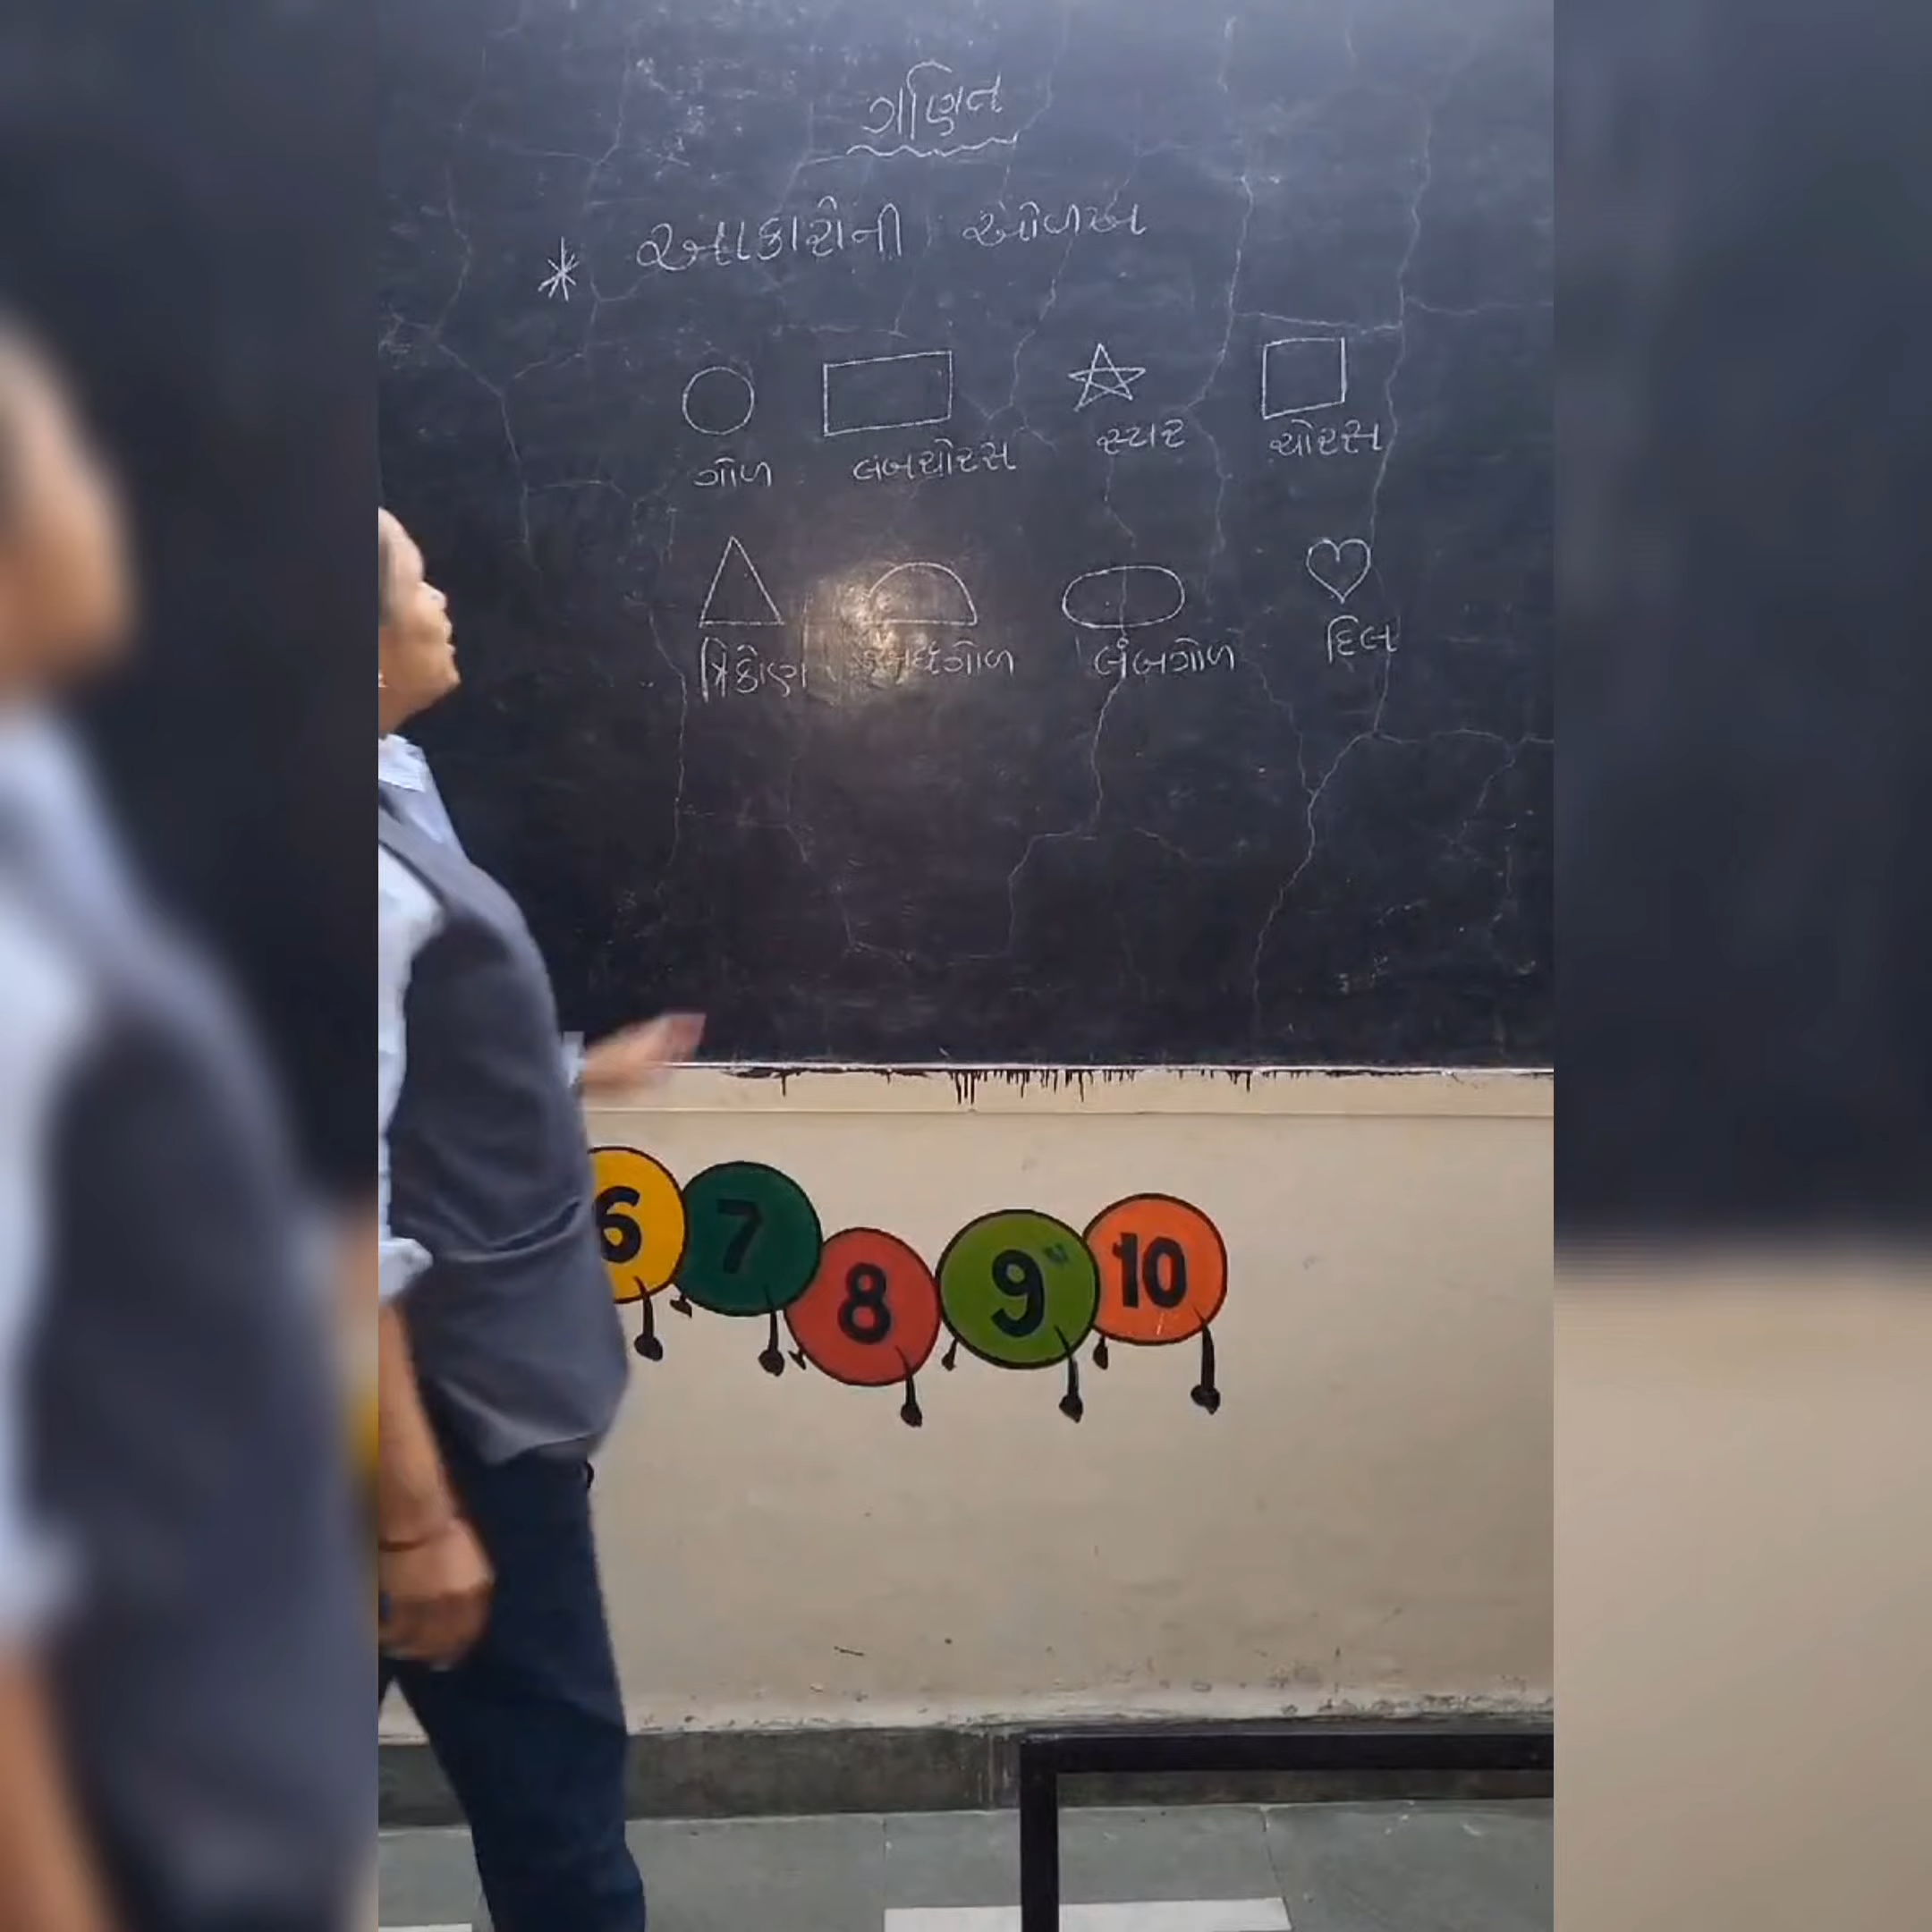 ગણિત
* આકારોની ઓળખ
ગોળ લંબચોરસ સ્ટાર ચોરસ
ત્રિકોણ અર્ધગોળ લંબગોળ દિલ
6 7 8 9 10